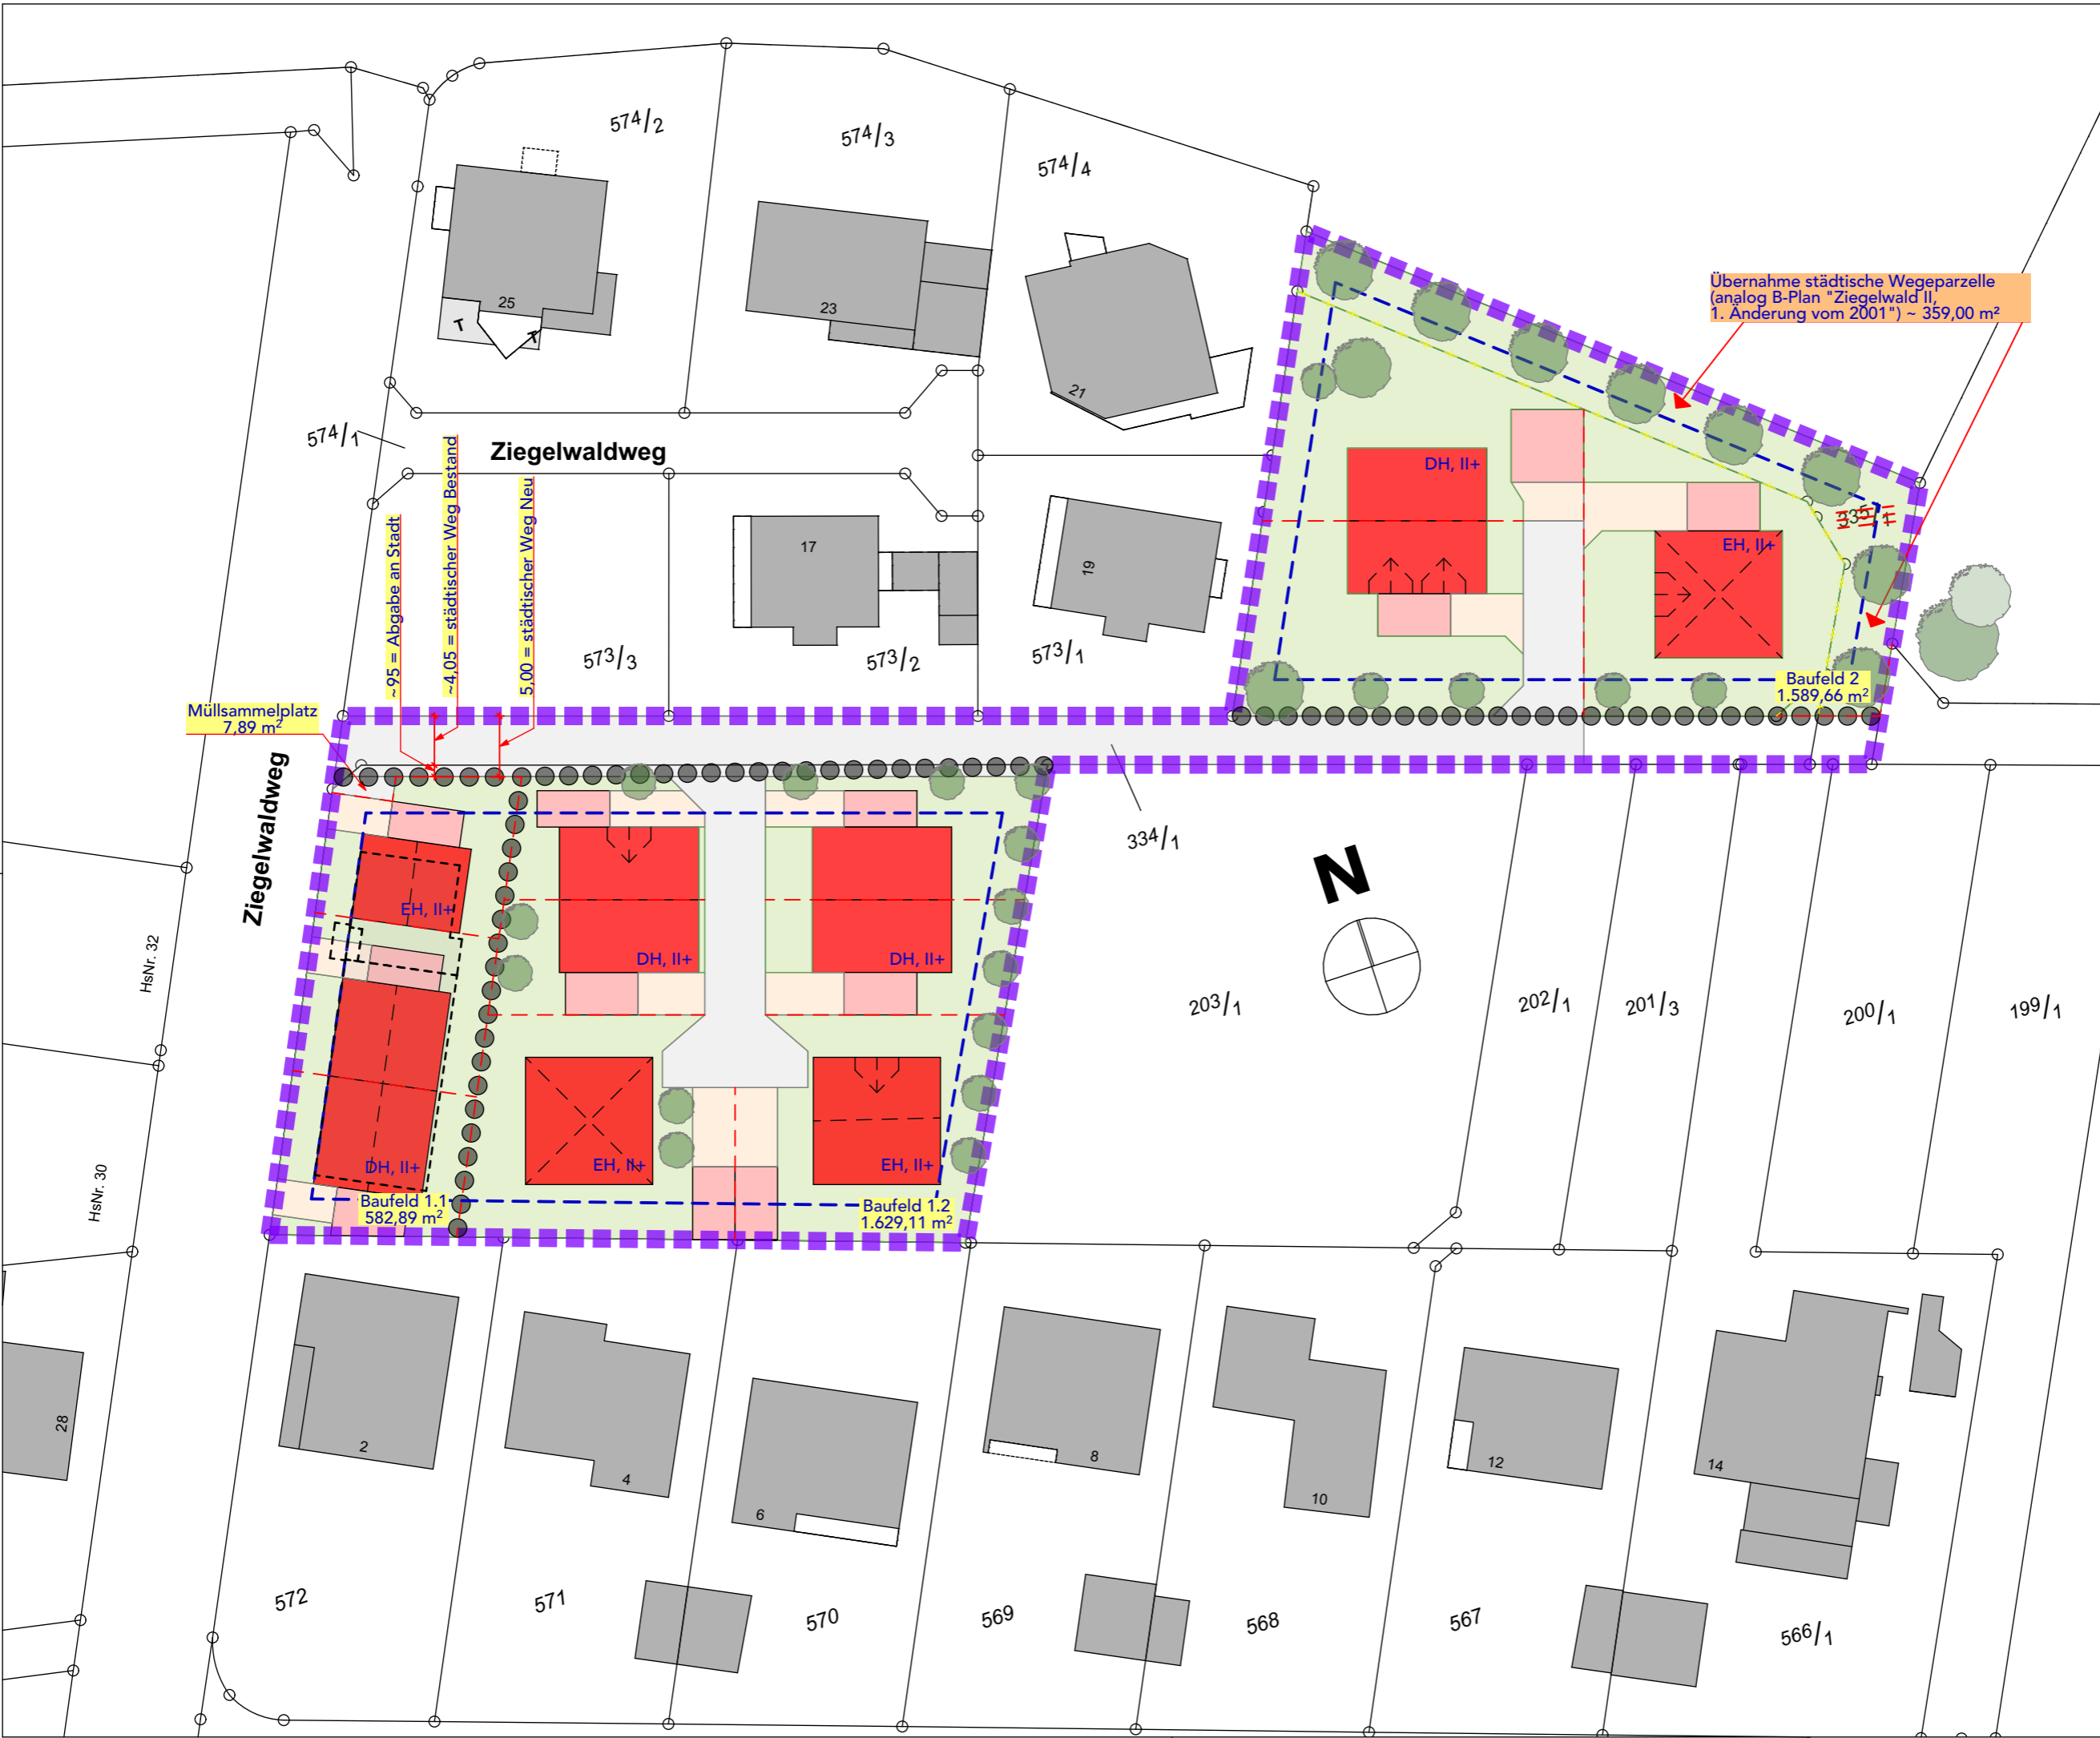 574/2
574/3
574/4
25
T
T
23
21
574/1
Ziegelwaldweg
Übernahme städtische Wegeparzelle
(analog B-Plan "Ziegelwald II,
1. Änderung vom 2001") ~ 359,00 m²
DH, II+
EH, II+
335/1
Baufeld 2
1.589,66 m²
~95 = Abgabe an Stadt
~4,05 = städtischer Weg Bestand
5,00 = städtischer Weg Neu
17
19
573/3
573/2
573/1
Müllsammelplatz
7,89 m²
Ziegelwaldweg
334/1
N
HsNr. 32
HsNr. 30
EH, II+
DH, II+
DH, II+
DH, II+
EH, II+
EH, II+
Baufeld 1.1
582,89 m²
Baufeld 1.2
1.629,11 m²
203/1
202/1
201/3
200/1
199/1
28
2
4
6
8
10
12
14
572
571
570
569
568
567
566/1